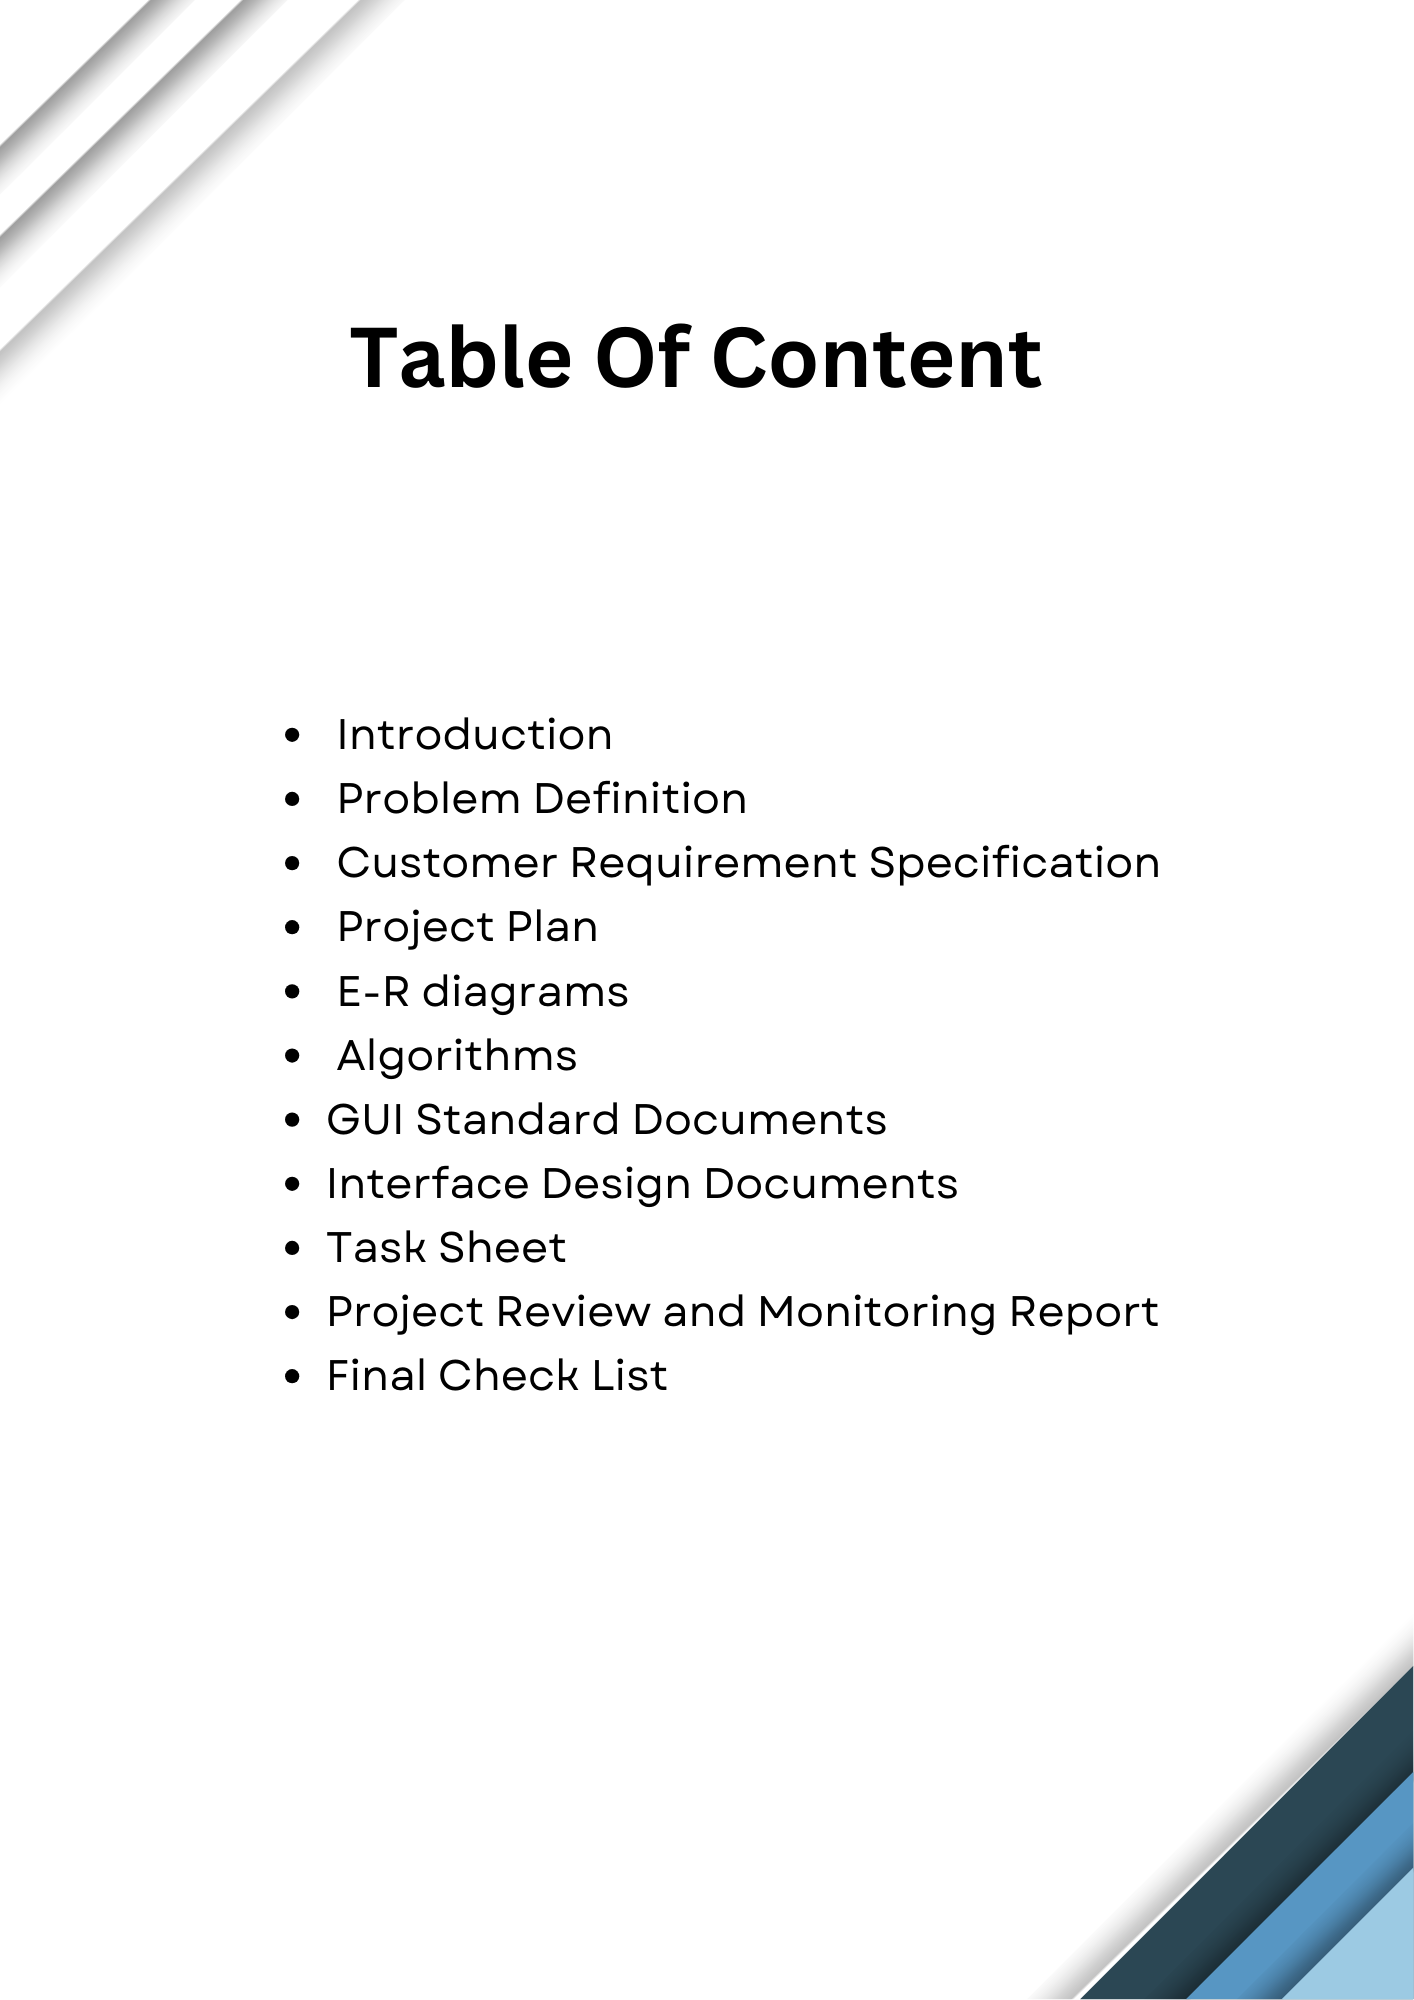 Table Of Content
• Introduction
• Problem Definition
• Customer Requirement Specification
• Project Plan
• E-R diagrams
• Algorithms
• GUI Standard Documents
• Interface Design Documents
• Task Sheet
• Project Review and Monitoring Report
• Final Check List